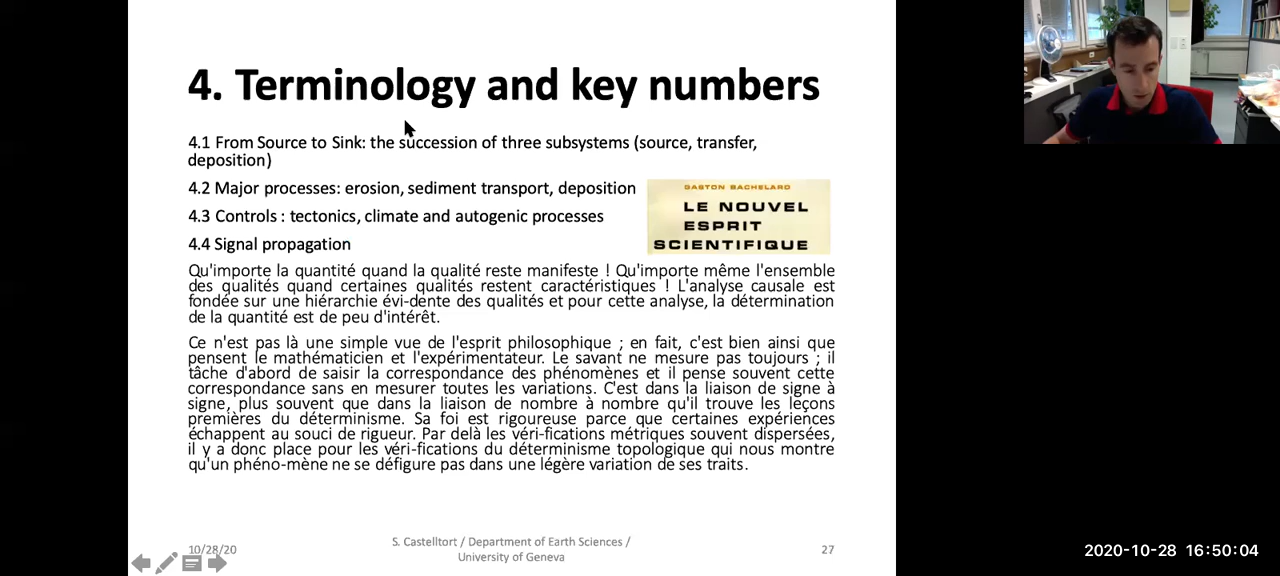 4. Terminology and key numbers
4.1 From Source to Sink: the succession of three subsystems (source, transfer,
deposition)
4.2 Major processes: erosion, sediment transport, deposition
4.3 Controls : tectonics, climate and autogenic processes
4.4 Signal propagation
GASTON BACHELARD
LE NOUVEL
ESPRIT
SCIENTIFIQUE
Qu'importe la quantité quand la qualité reste manifeste ! Qu'importe même l'ensemble
des qualités quand certaines qualités restent caractéristiques ! L'analyse causale est
fondée sur une hiérarchie évi-dente des qualités et pour cette analyse, la détermination
de la quantité est de peu d'intérêt.
Ce n'est pas là une simple vue de l'esprit philosophique ; en fait, c'est bien ainsi que
pensent le mathématicien et l'expérimentateur. Le savant ne mesure pas toujours ; il
tâche d'abord de saisir la correspondance des phénomènes et il pense souvent cette
correspondance sans en mesurer toutes les variations. C'est dans la liaison de signe à
signe, plus souvent que dans la liaison de nombre à nombre qu'il trouve les leçons
premières du déterminisme. Sa foi est rigoureuse parce que certaines expériences
échappent au souci de rigueur. Par delà les véri-fications métriques souvent dispersées,
il y a donc place pour les véri-fications du déterminisme topologique qui nous montre
qu'un phéno-mène ne se défigure pas dans une légère variation de ses traits.
10/28/20
S. Castelltort / Department of Earth Sciences /
University of Geneva
27
2020-10-28 16:50:04